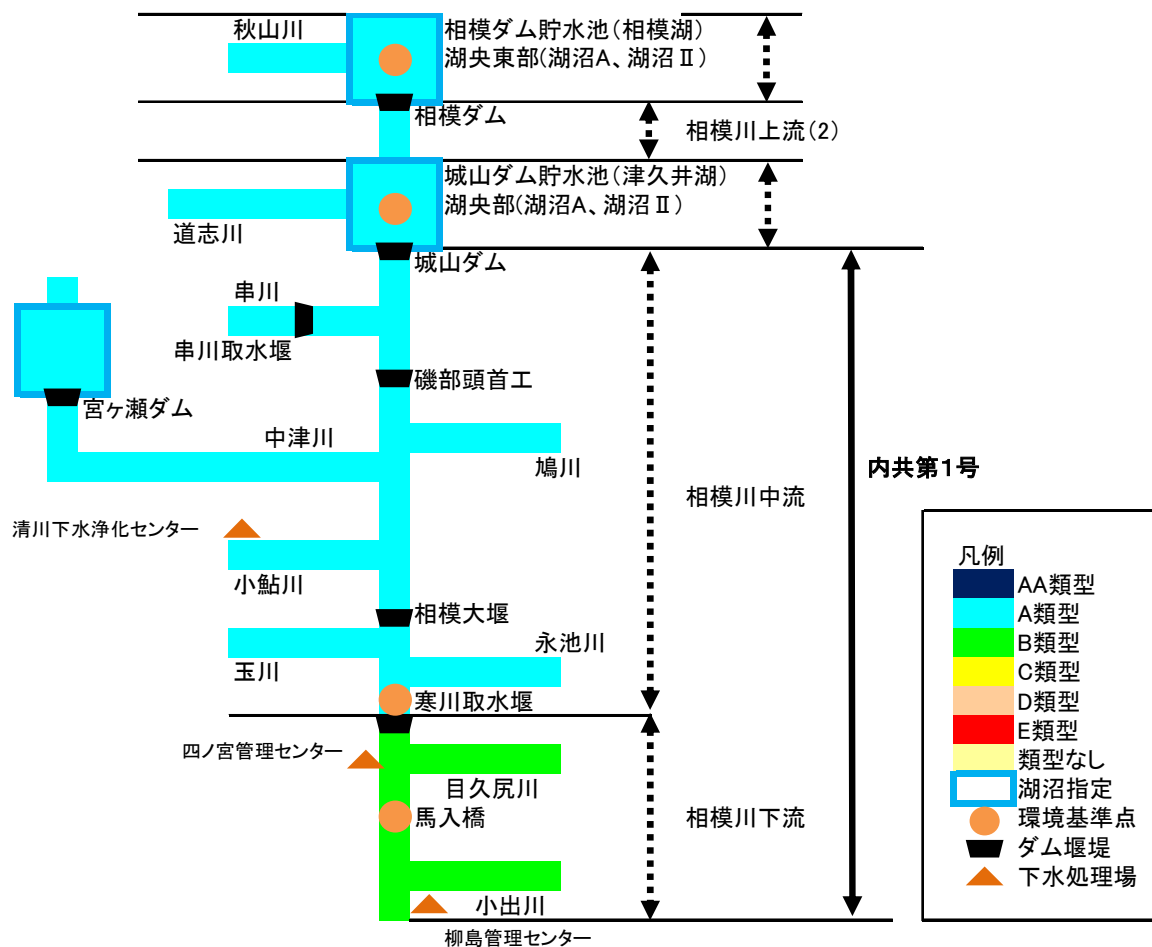 秋山川
相模ダム貯水池(相模湖)
湖央東部(湖沼A、湖沼Ⅱ)
相模ダム
相模川上流(2)
城山ダム貯水池(津久井湖)
湖央部(湖沼A、湖沼Ⅱ)
道志川
城山ダム
串川
串川取水堰
磯部頭首工
宮ヶ瀬ダム
中津川
鳩川
内共第1号
相模川中流
清川下水浄化センター
小鮎川
相模大堰
永池川
玉川
寒川取水堰
四ノ宮管理センター
目久尻川
馬入橋
相模川下流
小出川
柳島管理センター
凡例
AA類型
A類型
B類型
C類型
D類型
E類型
類型なし
湖沼指定
環境基準点
ダム堰堤
下水処理場